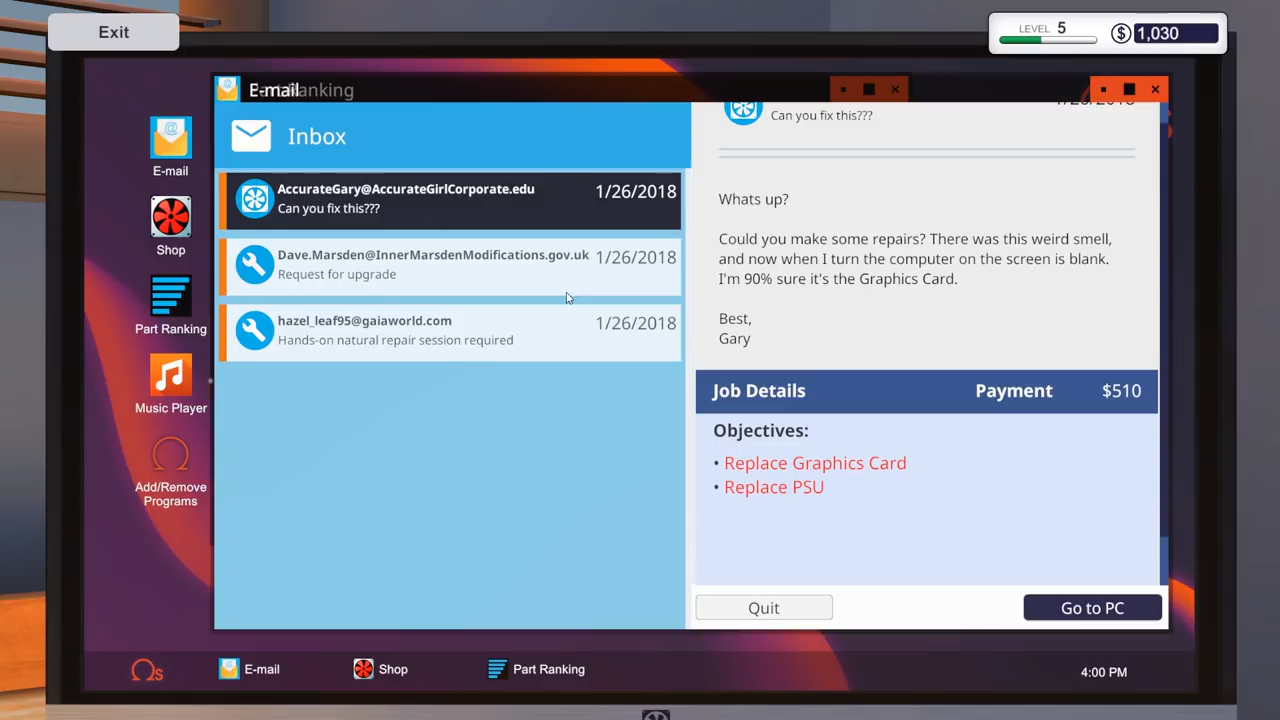 Exit
LEVEL 5
$ 1,030
E-mail
Inbox
AccurateGary@AccurateGirlCorporate.edu
1/26/2018
Can you fix this???
Dave.Marsden@InnerMarsdenModifications.gov.uk
1/26/2018
Request for upgrade
hazel_leaf95@gaiaworld.com
1/26/2018
Hands-on natural repair session required
Can you fix this???
Whats up?
Could you make some repairs? There was this weird smell,
and now when I turn the computer on the screen is blank.
I'm 90% sure it's the Graphics Card.
Best,
Gary
Job Details
Payment
$510
Objectives:
• Replace Graphics Card
• Replace PSU
Quit
Go to PC
E-mail
Shop
Part Ranking
Music Player
Add/Remove
Programs
E-mail
Shop
Part Ranking
4:00 PM